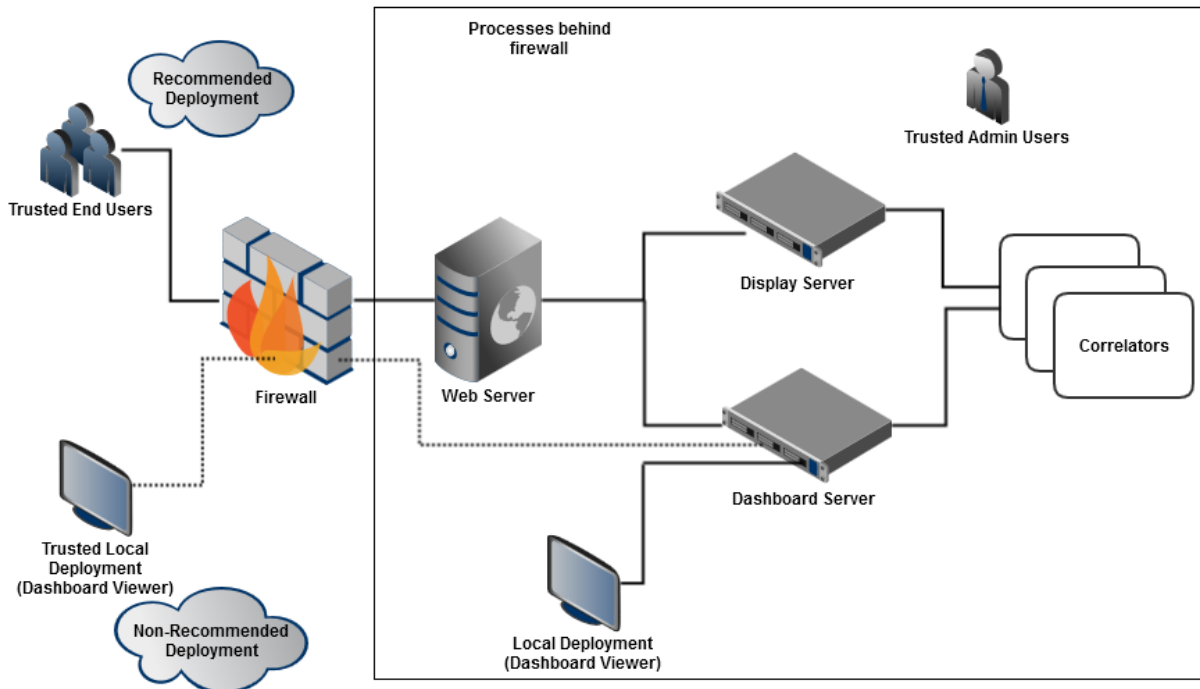 Processes behind
firewall
Recommended
Deployment
Trusted Admin Users
Trusted End Users
Display Server
Correlators
Firewall
Web Server
Dashboard Server
Trusted Local
Deployment
(Dashboard Viewer)
Non-Recommended
Deployment
Local Deployment
(Dashboard Viewer)